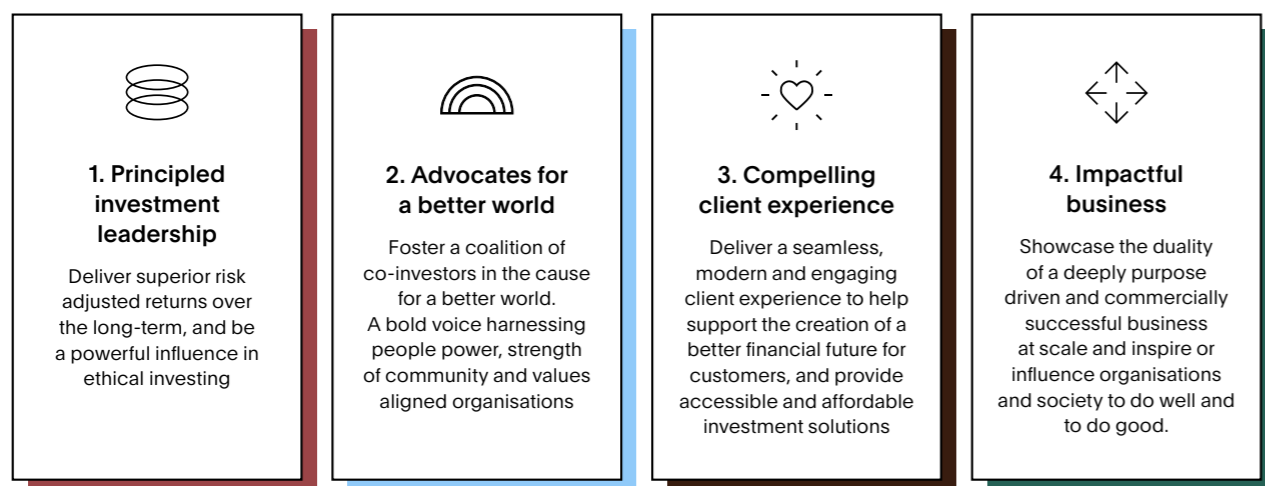 1. Principled
investment
leadership
Deliver superior risk
adjusted returns over
the long-term, and be
a powerful influence in
ethical investing
2. Advocates for
a better world
Foster a coalition of
co-investors in the cause
for a better world.
A bold voice harnessing
people power, strength
of community and values
aligned organisations
3. Compelling
client experience
Deliver a seamless,
modern and engaging
client experience to help
support the creation of a
better financial future for
customers, and provide
accessible and affordable
investment solutions
4. Impactful
business
Showcase the duality
of a deeply purpose
driven and commercially
successful business
at scale and inspire or
influence organisations
and society to do well and
to do good.